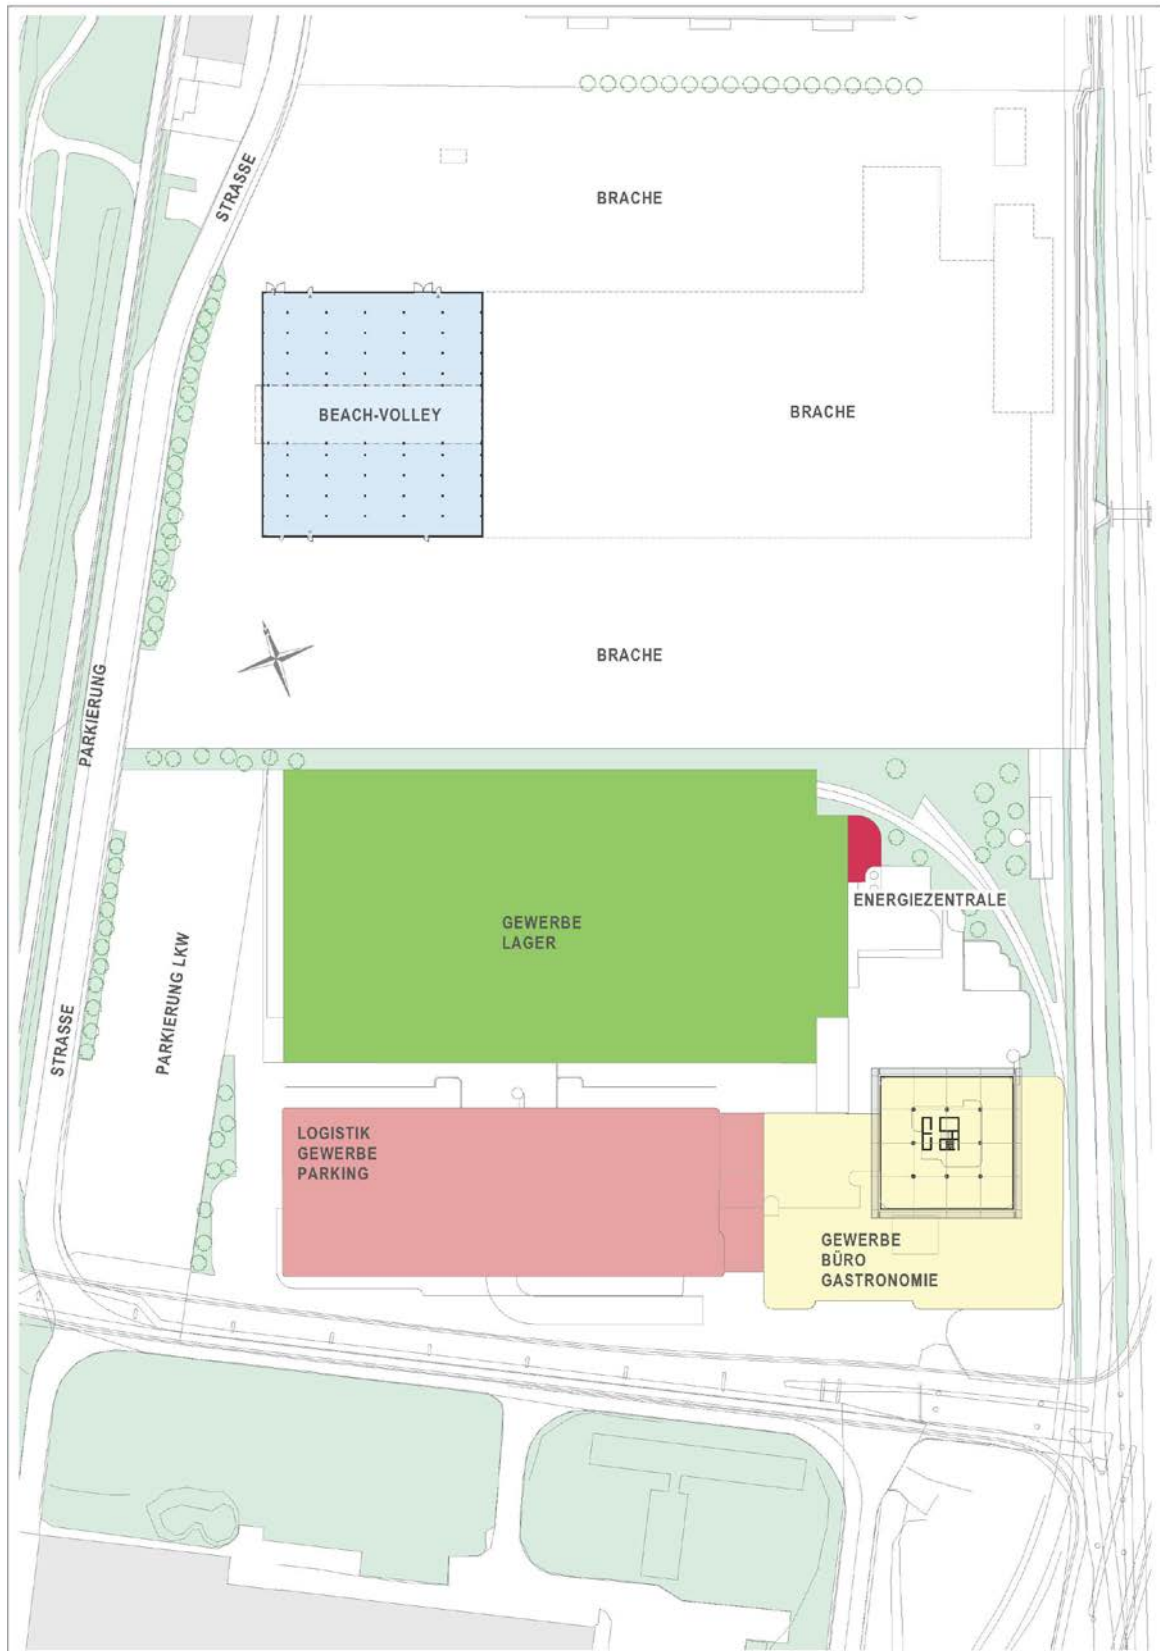 STRASSE
BRACHE
BEACH-VOLLEY
BRACHE
BRACHE
PARKIERUNG
GEWERBE
LAGER
ENERGIEZENTRALE
PARKIERUNG LKW
STRASSE
LOGISTIK
GEWERBE
PARKING
GEWERBE
BÜRO
GASTRONOMIE